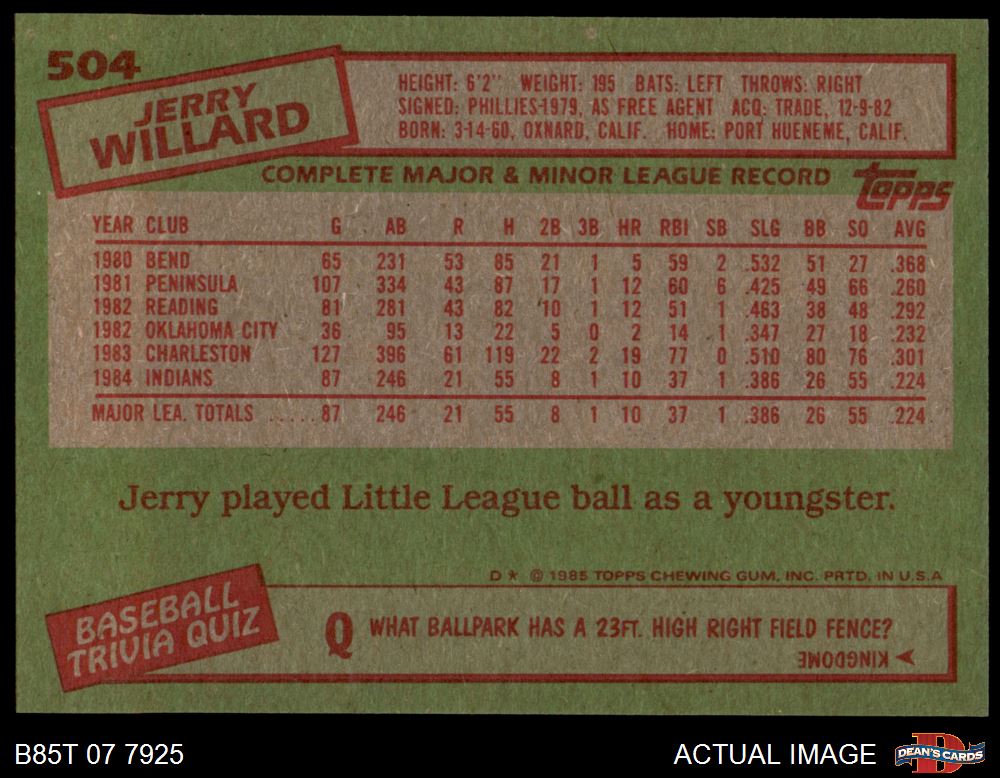 504
JERRY
WILLARD
HEIGHT: 6'2" WEIGHT: 195 BATS: LEFT THROWS: RIGHT
SIGNED: PHILLIES-1979, AS FREE AGENT ACQ: TRADE, 12-9-82
BORN: 3-14-60, OXNARD, CALIF. HOME: PORT HUENEME, CALIF.
COMPLETE MAJOR & MINOR LEAGUE RECORD topps
YEAR CLUB G AB R H 2B 3B HR RBI SB SLG BB SO AVG
1980 BEND 65 231 53 85 21 1 5 59 2 .532 51 27 .368
1981 PENINSULA 107 334 43 87 17 1 12 60 6 .425 49 66 .260
1982 READING 81 281 43 82 10 1 12 51 1 .463 38 48 .292
1982 OKLAHOMA CITY 36 95 13 22 5 0 2 14 1 .347 27 18 .232
1983 CHARLESTON 127 396 61 119 22 2 19 77 0 .510 80 76 .301
1984 INDIANS 87 246 21 55 8 1 10 37 1 .386 26 55 .224
MAJOR LEA. TOTALS ..... 87 246 21 55 8 1 10 37 1 .386 26 55 .224
Jerry played Little League ball as a youngster.
D * © 1985 TOPPS CHEWING GUM, INC. PRTD. IN U.S.A
BASEBALL
TRIVIA QUIZ
Q WHAT BALLPARK HAS A 23FT. HIGH RIGHT FIELD FENCE?
KINGDOME
B85T 07 7925 ACTUAL IMAGE
DEAN'S CARDS